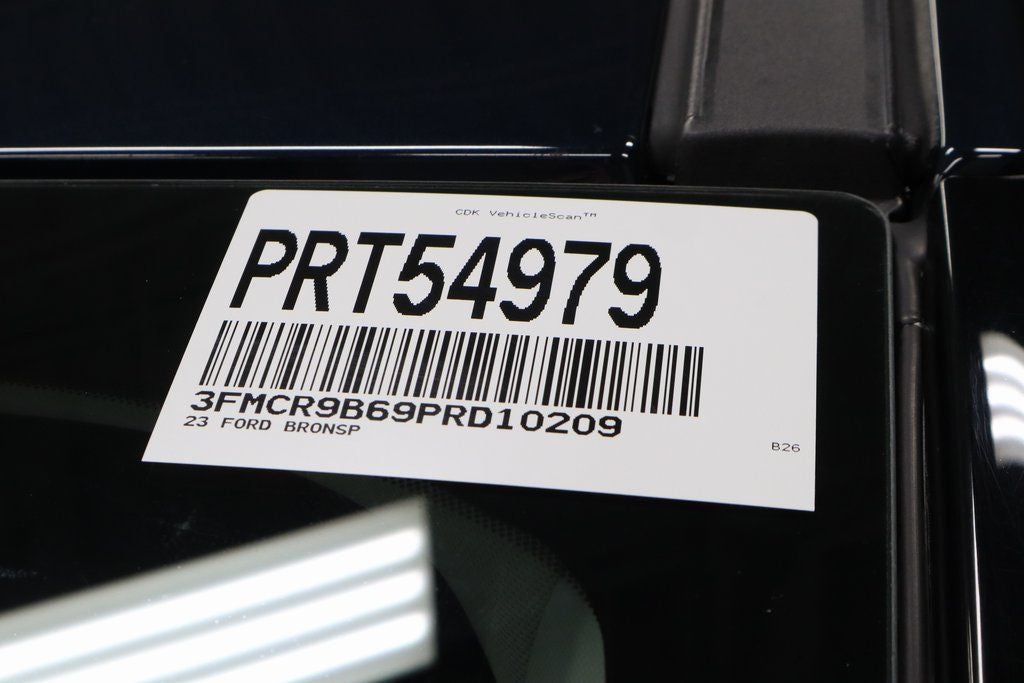 CDK VehicleScan™
PRT54979
3FMCR9B69PRD10209
23 FORD BRONSP
B26